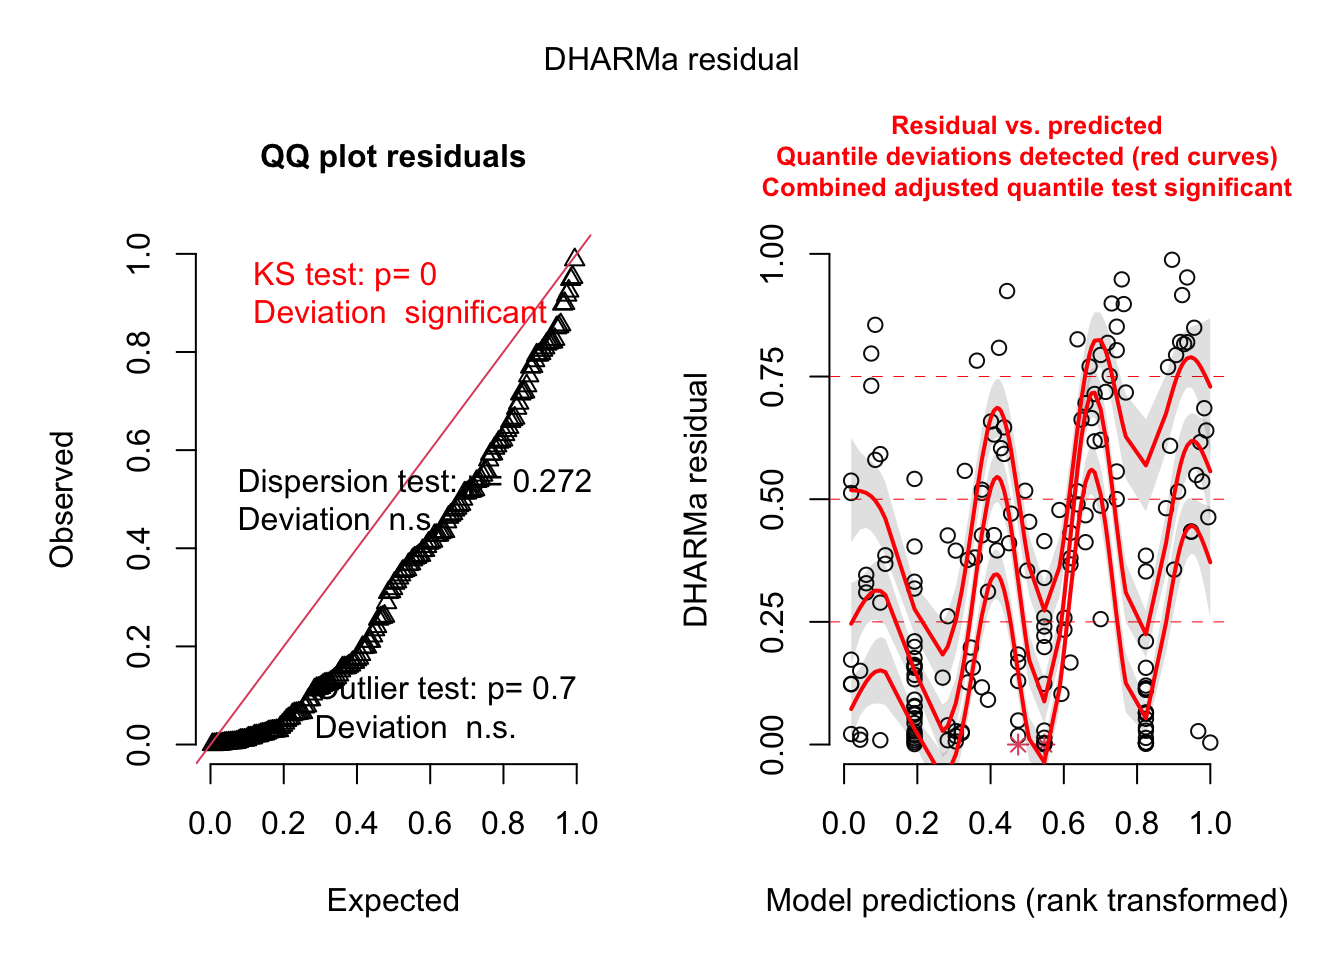 DHARMa residual
QQ plot residuals
KS test: p= 0
Deviation  significant
Dispersion test: p= 0.272
Deviation  n.s.
Outlier test: p= 0.7
Deviation  n.s.
Observed
0.0 0.2 0.4 0.6 0.8 1.0
0.0 0.2 0.4 0.6 0.8 1.0
Expected
Residual vs. predicted
Quantile deviations detected (red curves)
Combined adjusted quantile test significant
DHARMa residual
0.00 0.25 0.50 0.75 1.00
0.0 0.2 0.4 0.6 0.8 1.0
Model predictions (rank transformed)